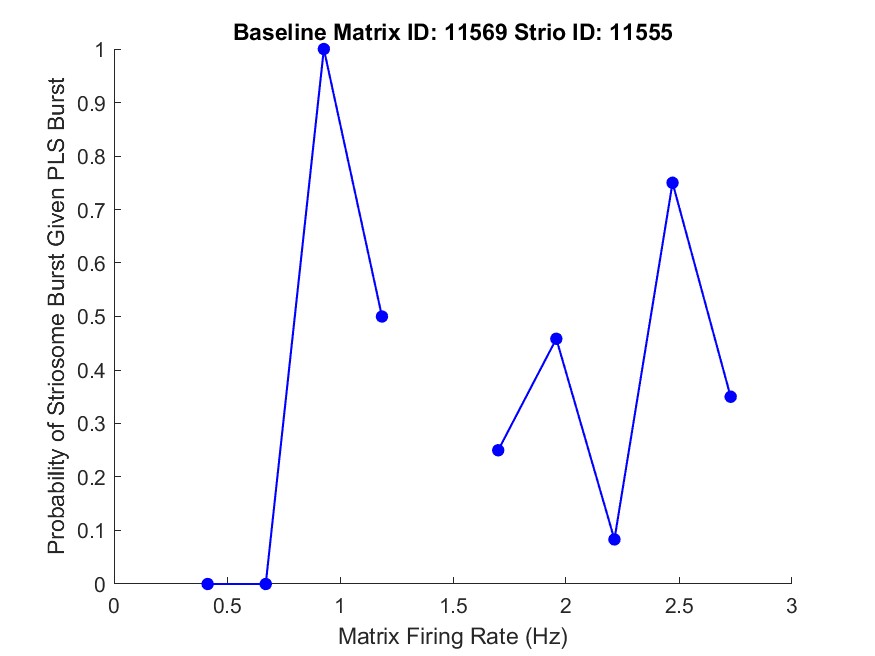 Baseline Matrix ID: 11569 Strio ID: 11555
Probability of Striosome Burst Given PLS Burst
1
0.9
0.8
0.7
0.6
0.5
0.4
0.3
0.2
0.1
0
0 0.5 1 1.5 2 2.5 3
Matrix Firing Rate (Hz)